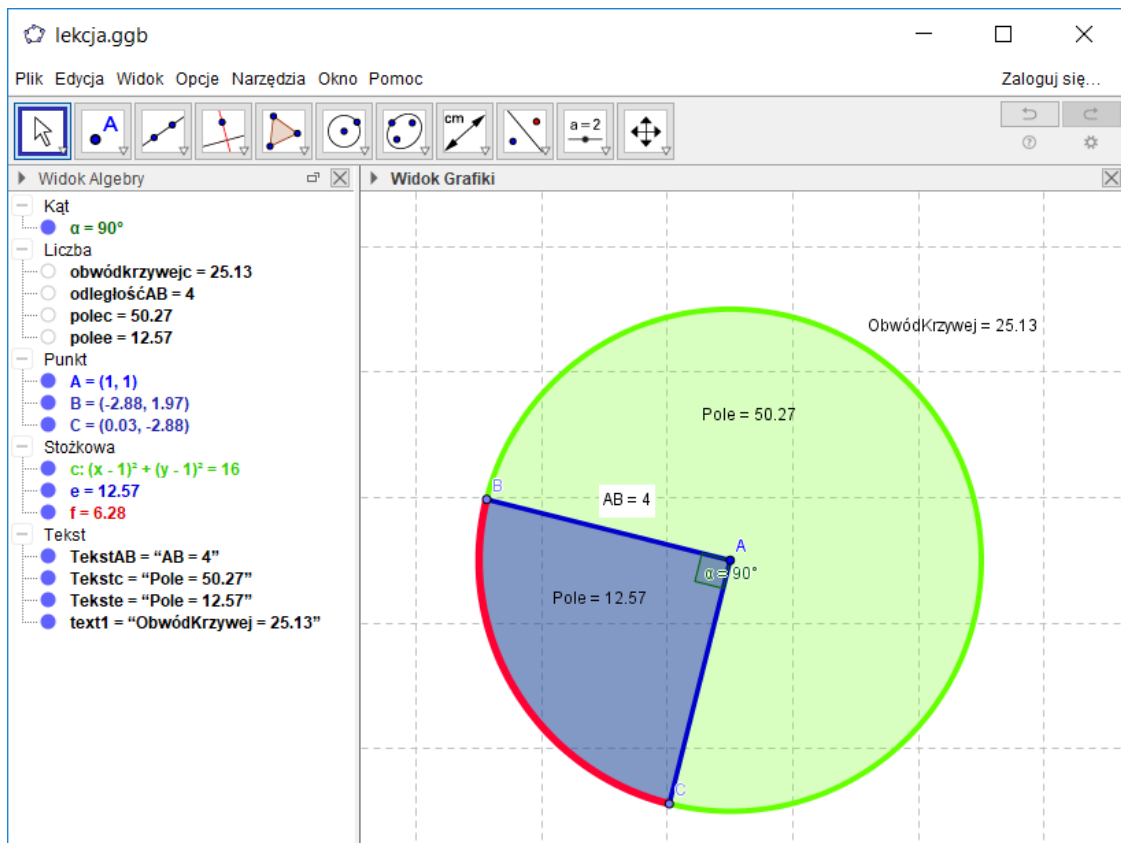 lekcja.ggb
Plik Edycja Widok Opcje Narzędzia Okno Pomoc Zaloguj się...
A cm a=2
Widok Algebry
Kąt
α = 90°
Liczba
obwódkrzywejc = 25.13
odległośćAB = 4
polec = 50.27
polee = 12.57
Punkt
A = (1, 1)
B = (-2.88, 1.97)
C = (0.03, -2.88)
Stożkowa
c: (x - 1)² + (y - 1)² = 16
e = 12.57
f = 6.28
Tekst
TekstAB = “AB = 4”
Tekstc = “Pole = 50.27”
Tekste = “Pole = 12.57”
text1 = “ObwódKrzywej = 25.13”
Widok Grafiki
ObwódKrzywej = 25.13
Pole = 50.27
B
AB = 4
A
α = 90°
Pole = 12.57
C